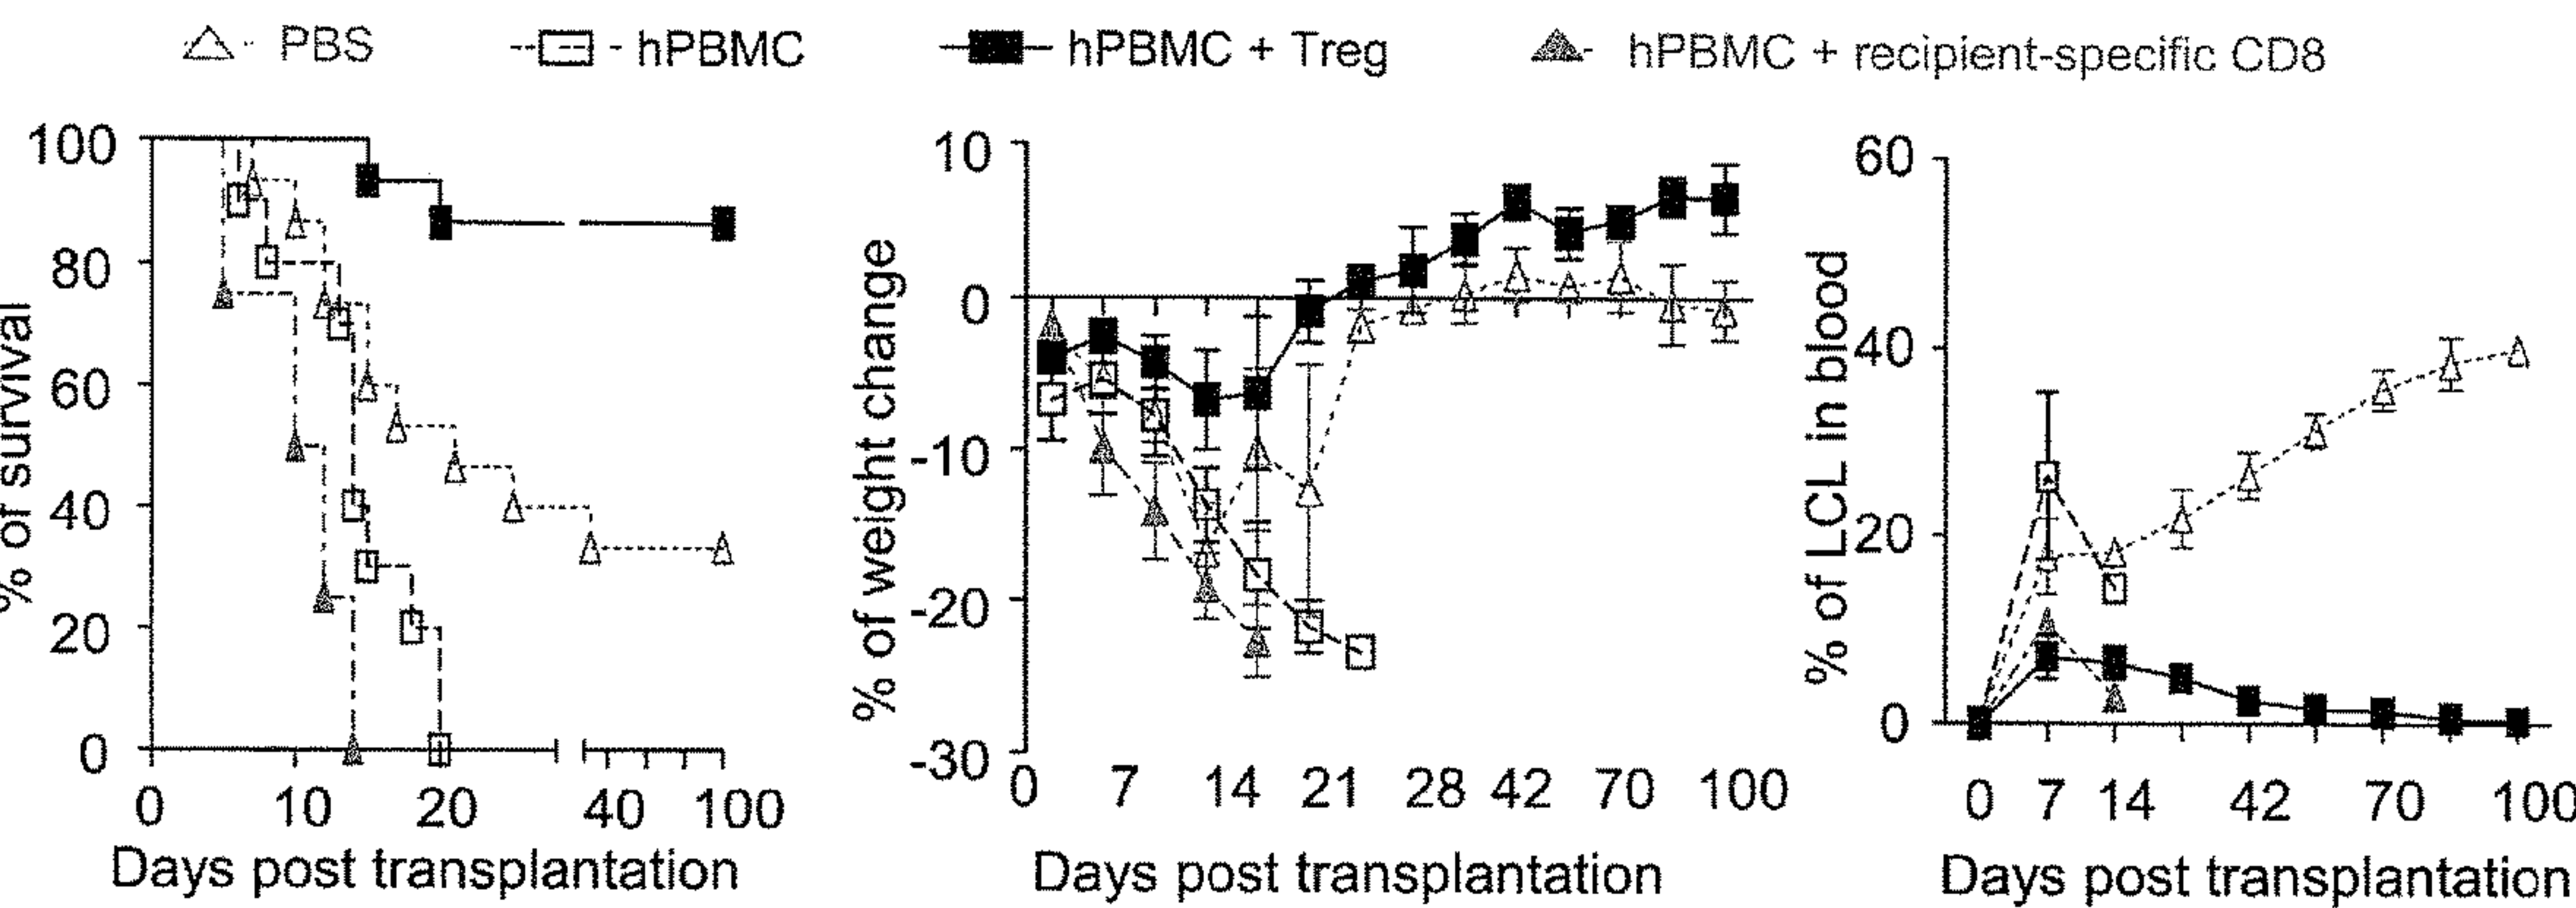 PBS hPBMC hPBMC + Treg hPBMC + recipient-specific CD8
% of survival
100
80
60
40
20
0
0 10 20 40 100
Days post transplantation
% of weight change
10
0
-10
-20
-30
0 7 14 21 28 42 70 100
Days post transplantation
% of LCL in blood
60
40
20
0
0 7 14 42 70 100
Days post transplantation